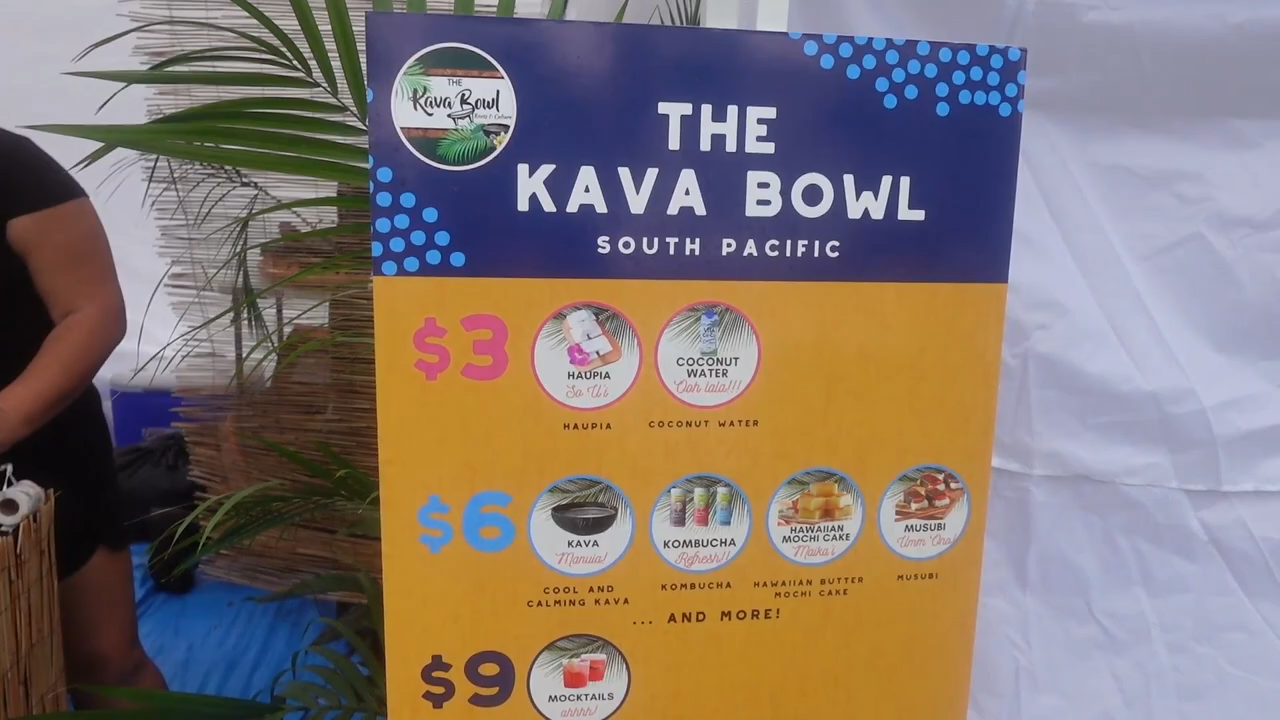 THE
Kava Bowl
THE
KAVA BOWL
SOUTH PACIFIC
$3
HAUPIA
So U'i
COCONUT
WATER
Ooh lala!!!
HAUPIA
COCONUT WATER
$6
KAVA
Manuia!
KOMBUCHA
Refresh!!
HAWAIIAN
MOCHI CAKE
Maika'i
MUSUBI
Umm 'Ono!
COOL AND
CALMING KAVA
KOMBUCHA
HAWAIIAN BUTTER
MOCHI CAKE
MUSUBI
... AND MORE!
$9
MOCKTAILS
ahhhh!